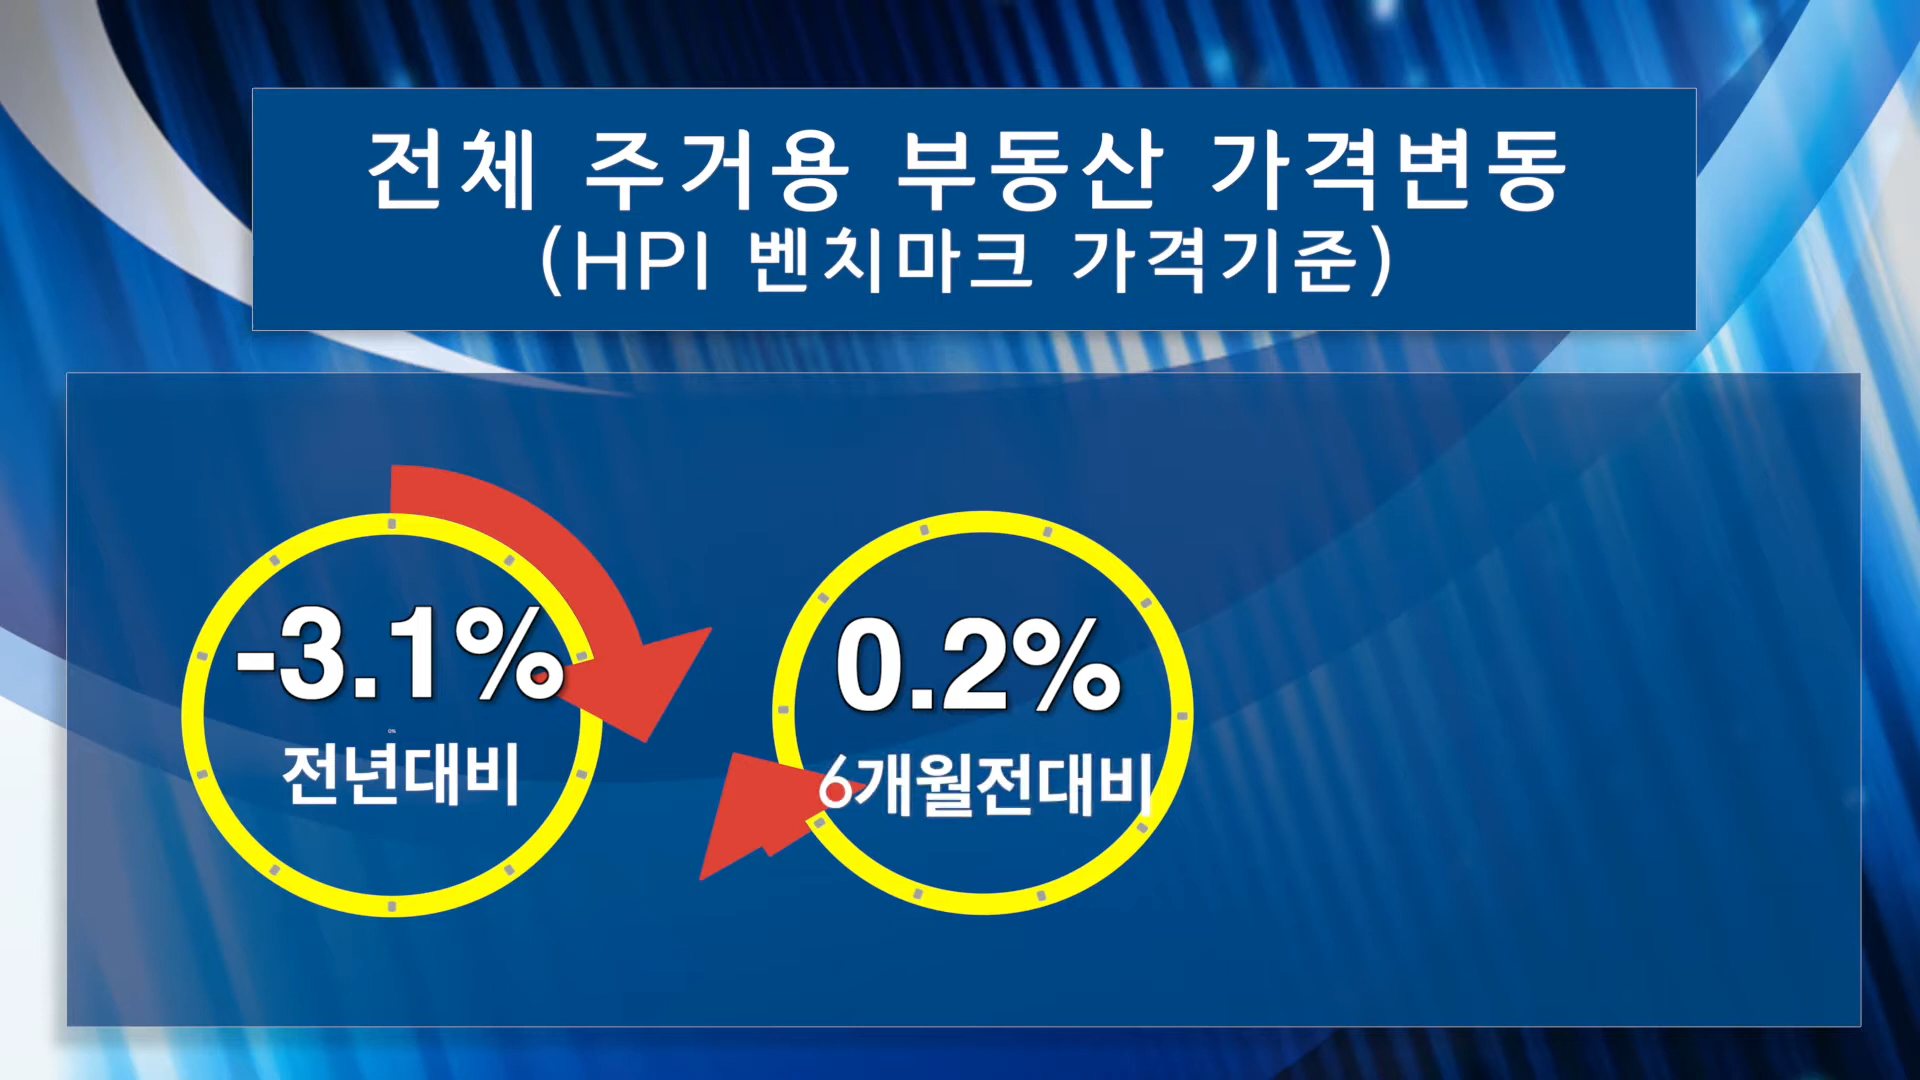 전체 주거용 부동산 가격변동
(HPI 벤치마크 가격기준)
-3.1%
전년대비
0.2%
6개월전대비